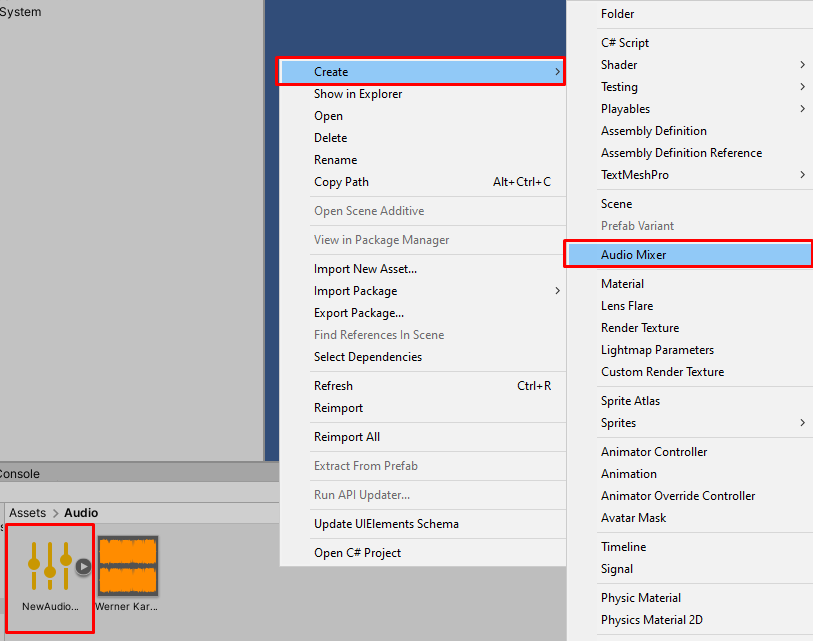 System
Create
Show in Explorer
Open
Delete
Rename
Copy Path Alt+Ctrl+C
Open Scene Additive
View in Package Manager
Import New Asset...
Import Package
Export Package...
Find References In Scene
Select Dependencies
Refresh Ctrl+R
Reimport
Reimport All
Extract From Prefab
Run API Updater...
Update UIElements Schema
Open C# Project
Folder
C# Script
Shader
Testing
Playables
Assembly Definition
Assembly Definition Reference
TextMeshPro
Scene
Prefab Variant
Audio Mixer
Material
Lens Flare
Render Texture
Lightmap Parameters
Custom Render Texture
Sprite Atlas
Sprites
Animator Controller
Animation
Animator Override Controller
Avatar Mask
Timeline
Signal
Physic Material
Physics Material 2D
Console
Assets > Audio
NewAudio...
Werner Kar...